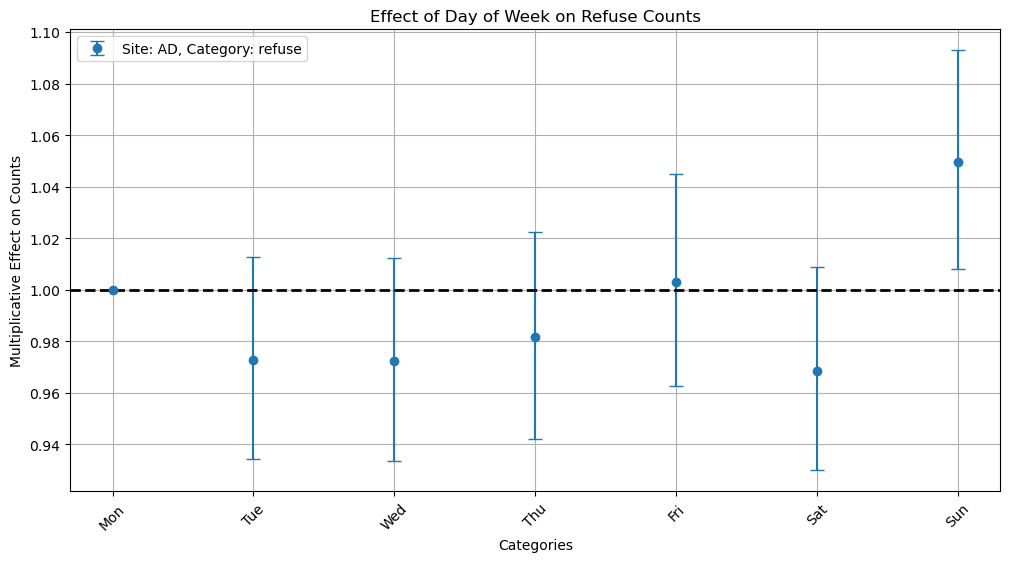 Effect of Day of Week on Refuse Counts
Site: AD, Category: refuse
Multiplicative Effect on Counts
1.10
1.08
1.06
1.04
1.02
1.00
0.98
0.96
0.94
Mon
Tue
Wed
Thu
Fri
Sat
Sun
Categories